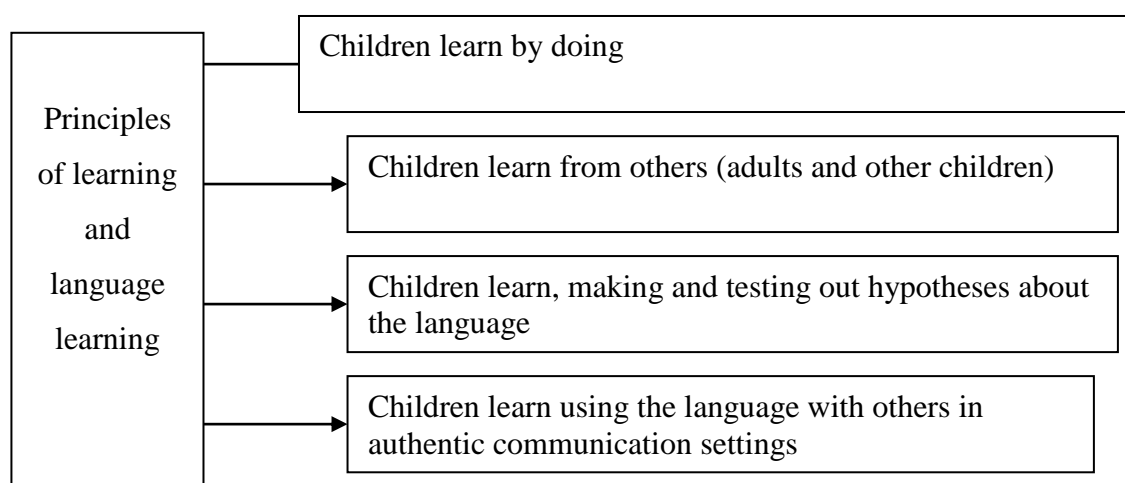 Principles
of learning
and
language
learning
Children learn by doing
Children learn from others (adults and other children)
Children learn, making and testing out hypotheses about
the language
Children learn using the language with others in
authentic communication settings